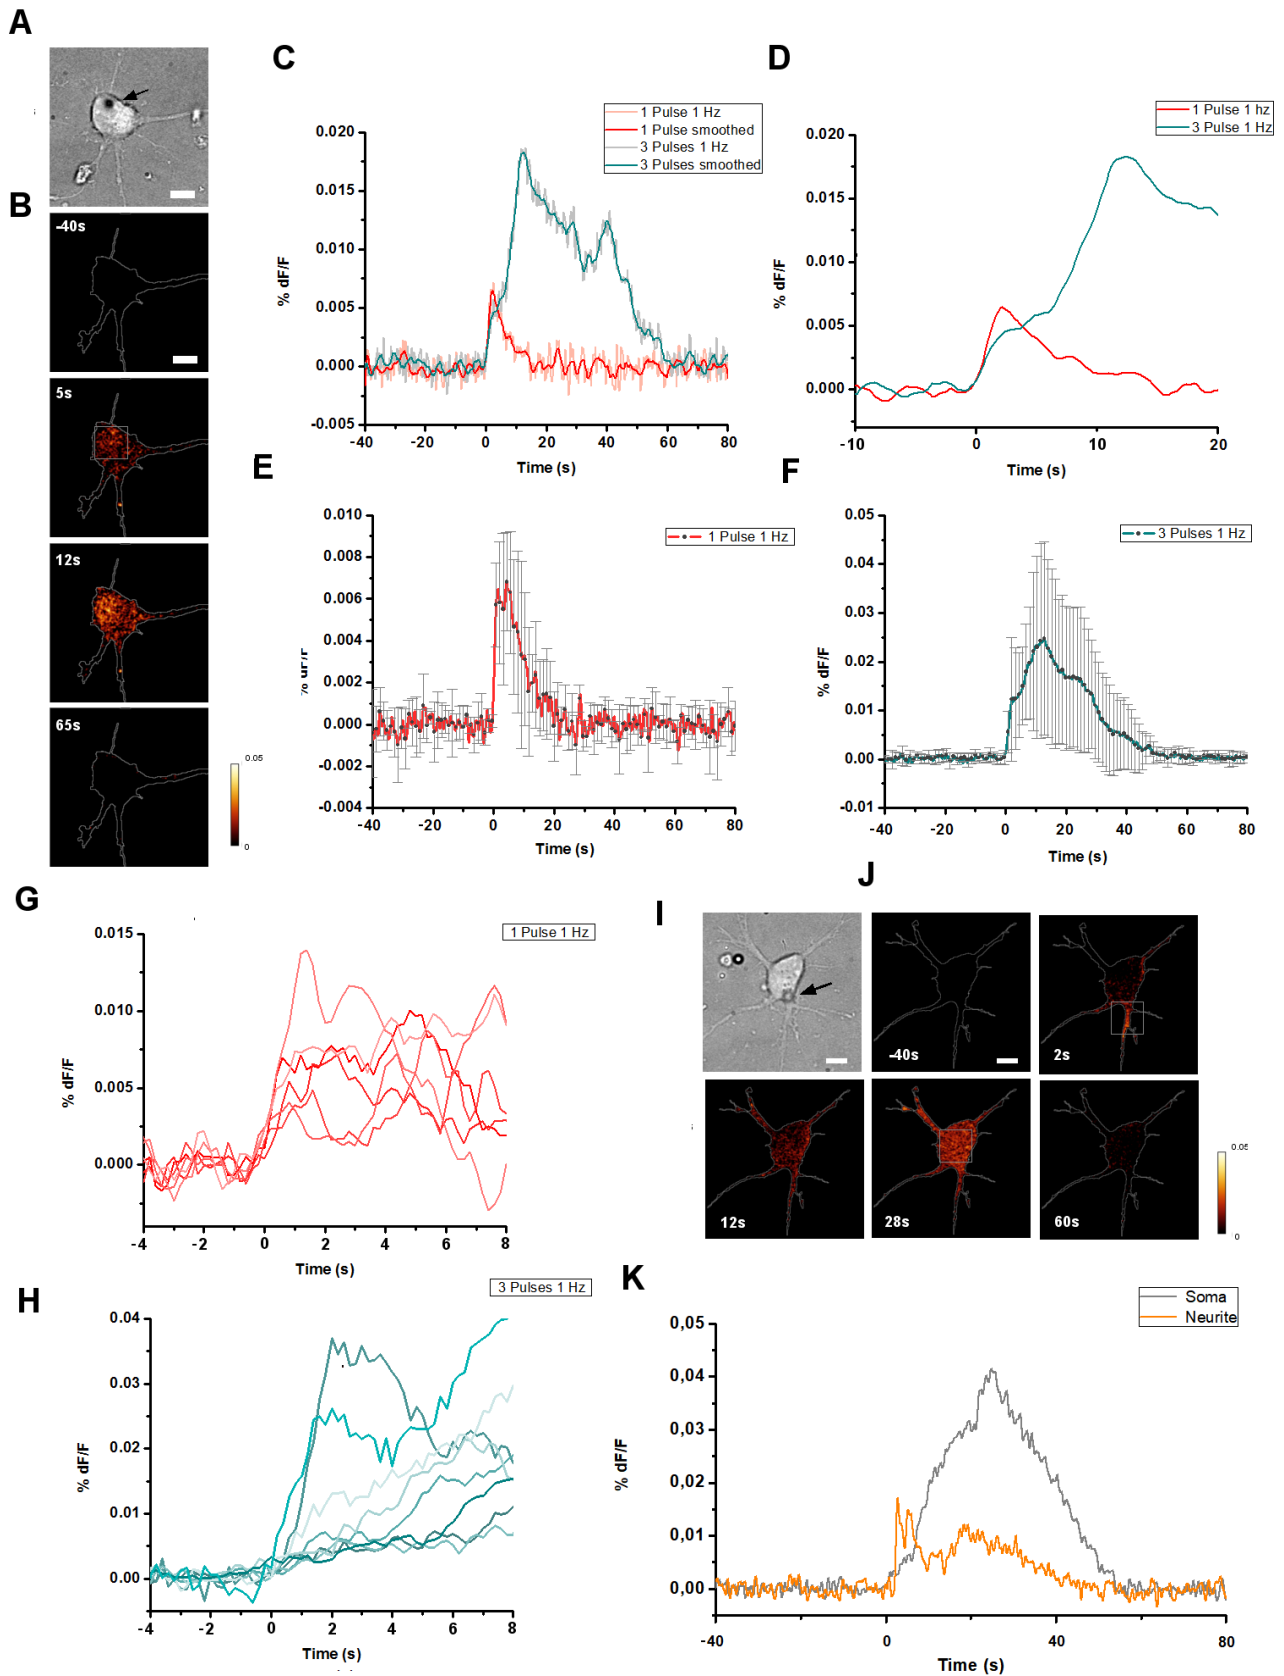 A
B
-40s
5s
12s
65s
0.05
0
C
1 Pulse 1 Hz
1 Pulse smoothed
3 Pulses 1 Hz
3 Pulses smoothed
0.020
0.015
0.010
0.005
0.000
-0.005
% dF/F
-40
-20
0
20
40
60
80
Time (s)
D
1 Pulse 1 hz
3 Pulse 1 Hz
0.020
0.015
0.010
0.005
0.000
% dF/F
-10
0
10
20
Time (s)
E
1 Pulse 1 Hz
0.010
0.008
0.006
0.004
0.002
0.000
-0.002
-0.004
% dF/F
-40
-20
0
20
40
60
80
Time (s)
F
3 Pulses 1 Hz
0.05
0.04
0.03
0.02
0.01
0.00
-0.01
% dF/F
-40
-20
0
20
40
60
80
Time (s)
G
1 Pulse 1 Hz
0.015
0.010
0.005
0.000
% dF/F
-4
-2
0
2
4
6
8
Time (s)
H
3 Pulses 1 Hz
0.04
0.03
0.02
0.01
0.00
% dF/F
-4
-2
0
2
4
6
8
Time (s)
I
J
-40s
2s
12s
28s
60s
0.05
0
K
Soma
Neurite
0,05
0,04
0,03
0,02
0,01
0,00
% dF/F
-40
0
40
80
Time (s)